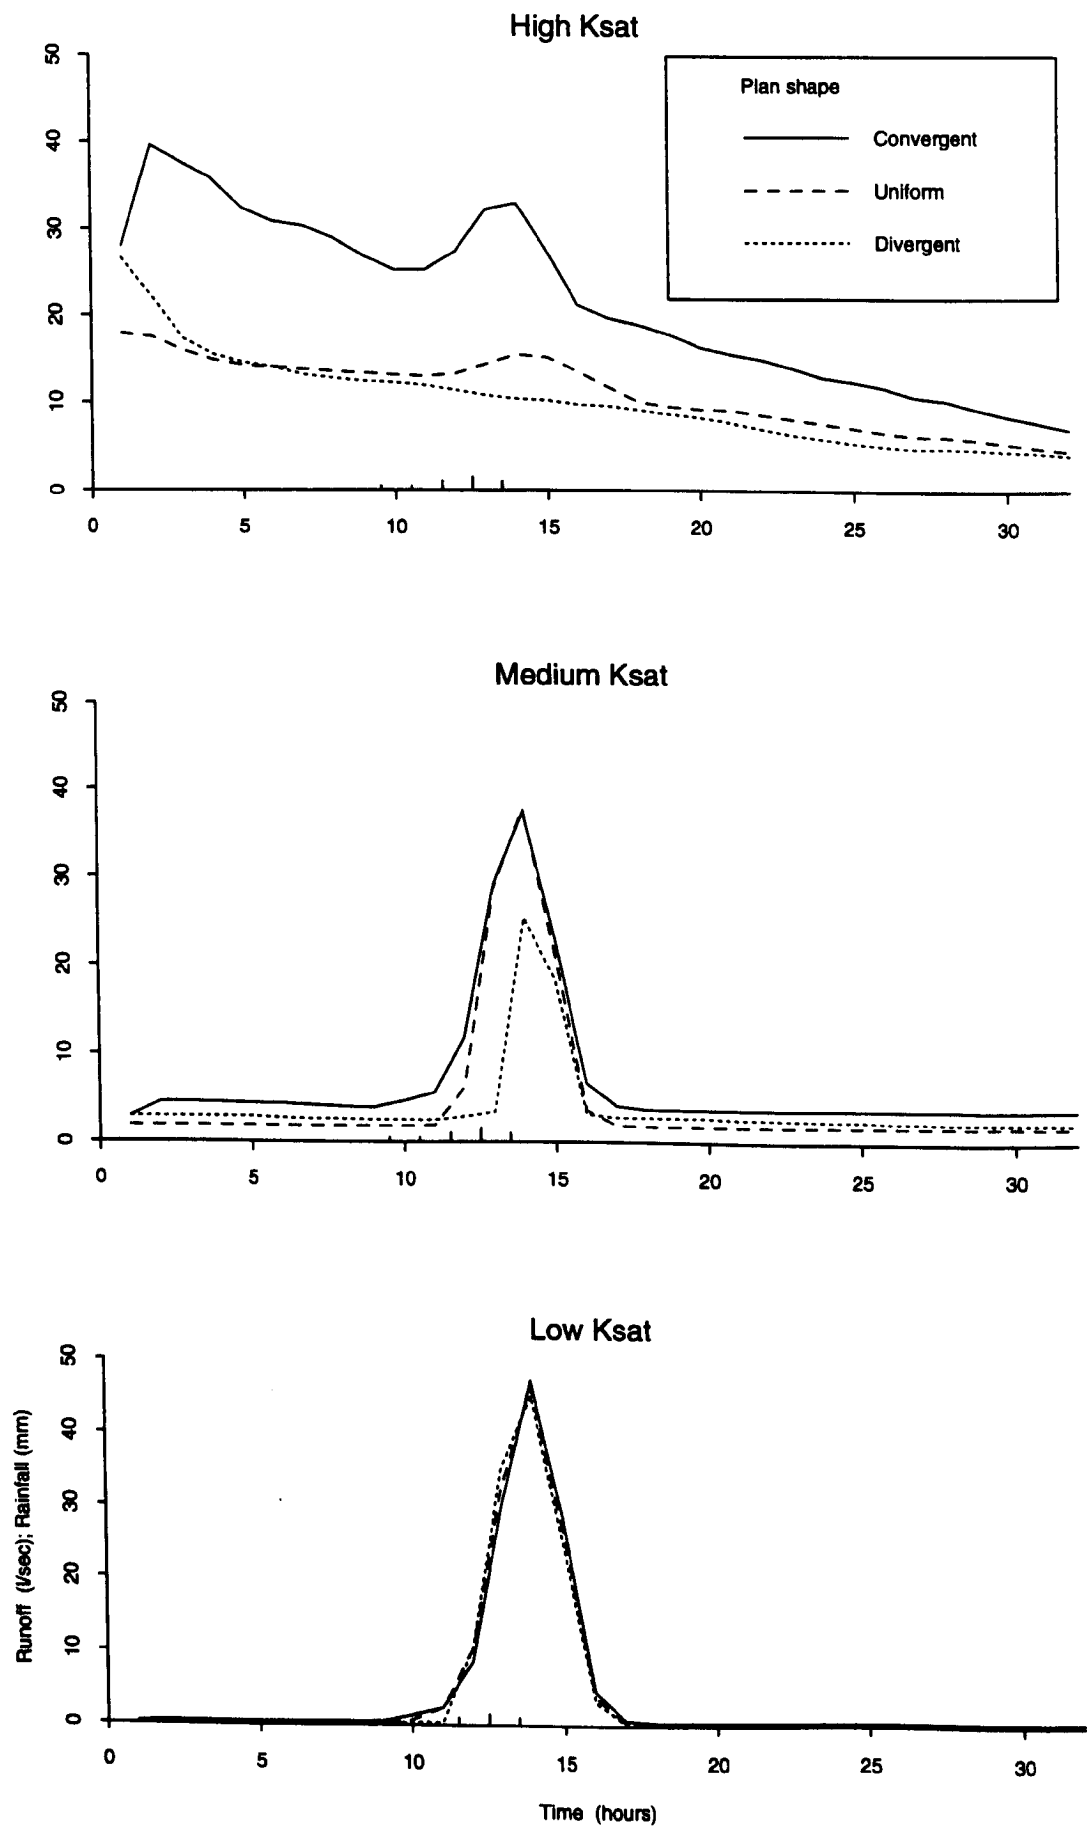 High Ksat
50
40
30
20
10
0
Plan shape
Convergent
Uniform
Divergent
0 5 10 15 20 25 30
Medium Ksat
50
40
30
20
10
0
0 5 10 15 20 25 30
Low Ksat
50
40
30
20
10
0
Runoff (l/sec); Rainfall (mm)
0 5 10 15 20 25 30
Time (hours)